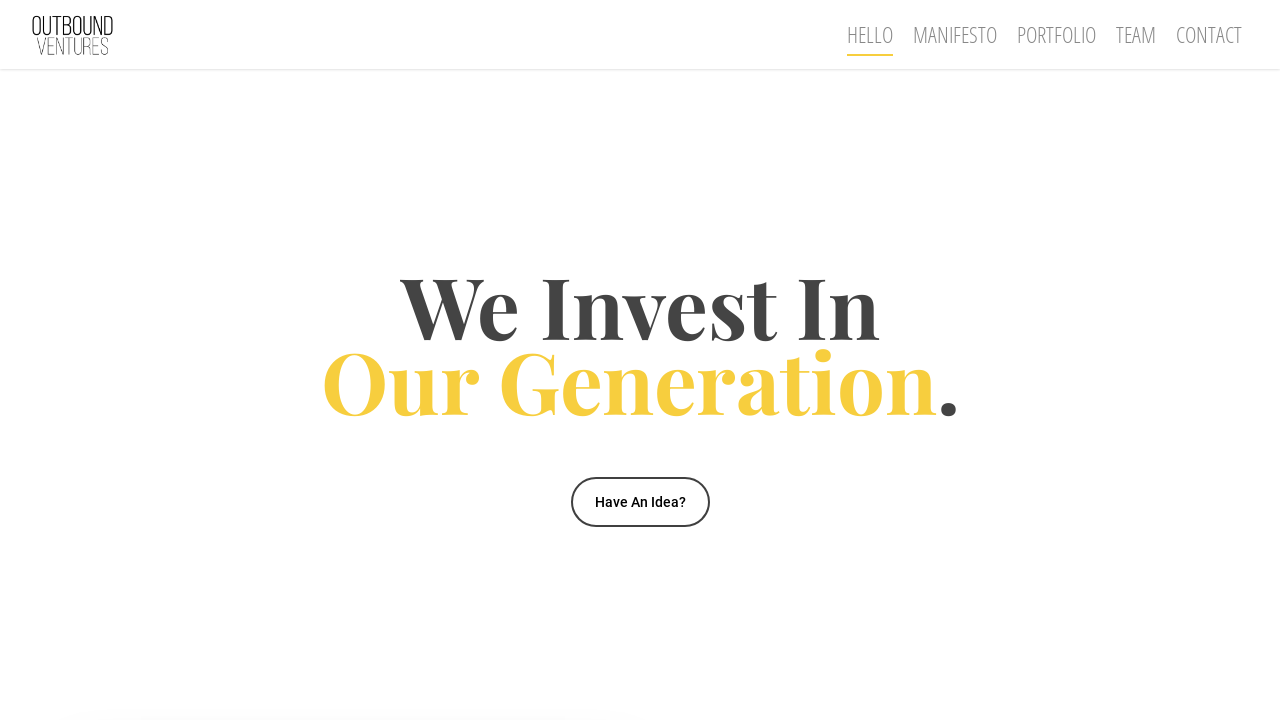 OUTBOUND
VENTURES
HELLO MANIFESTO PORTFOLIO TEAM CONTACT
We Invest In
Our Generation.
Have An Idea?